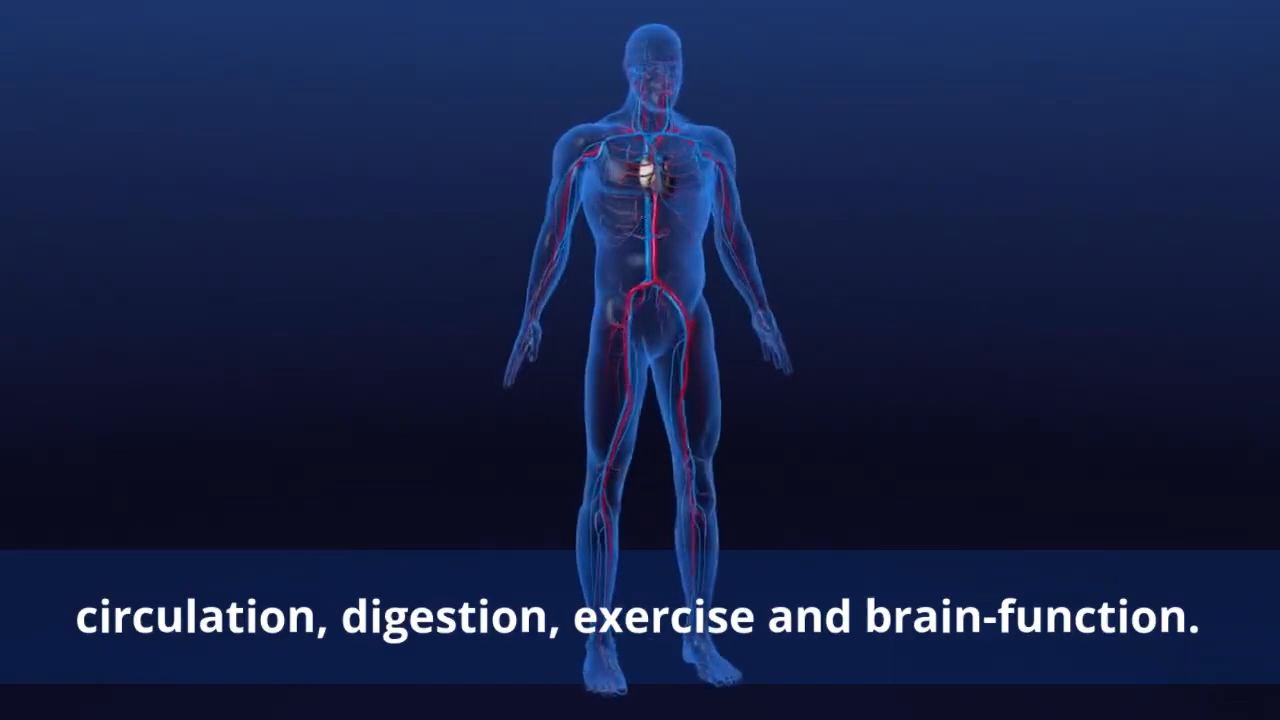 circulation, digestion, exercise and brain-function.